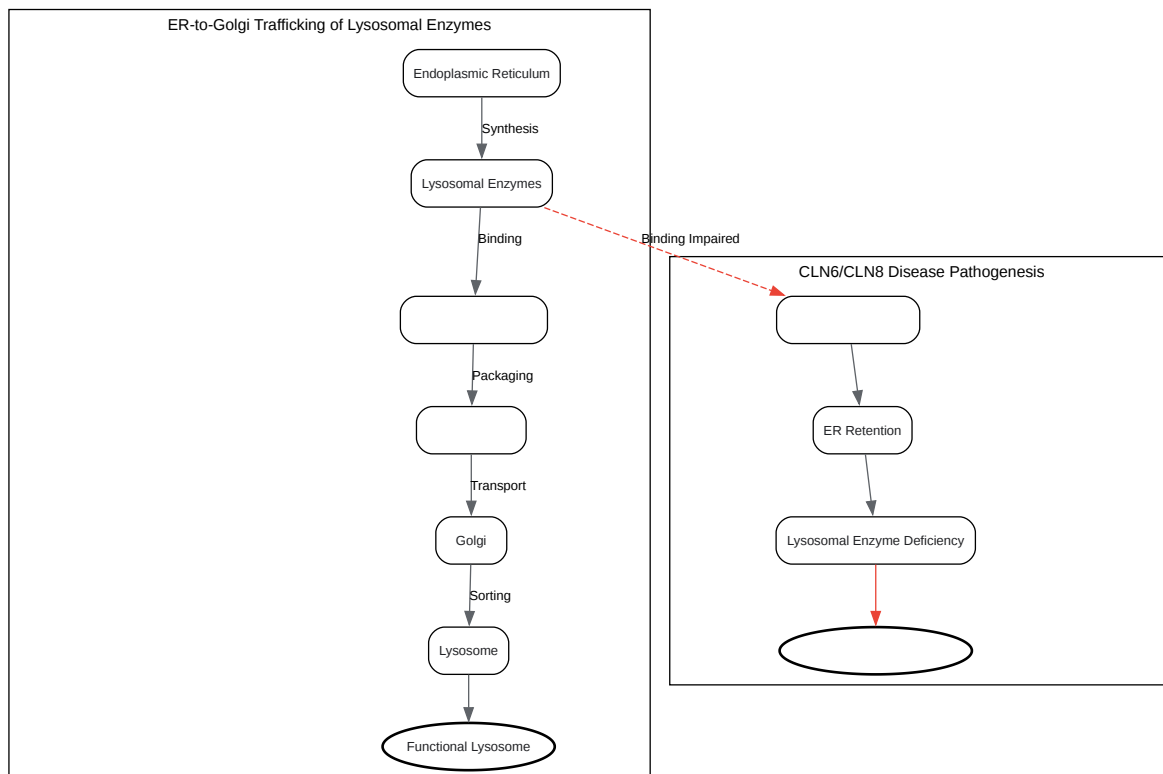 ER-to-Golgi Trafficking of Lysosomal Enzymes
Endoplasmic Reticulum
Synthesis
Lysosomal Enzymes
Binding
Binding Impaired
Packaging
Transport
Golgi
Sorting
Lysosome
Functional Lysosome
CLN6/CLN8 Disease Pathogenesis
ER Retention
Lysosomal Enzyme Deficiency